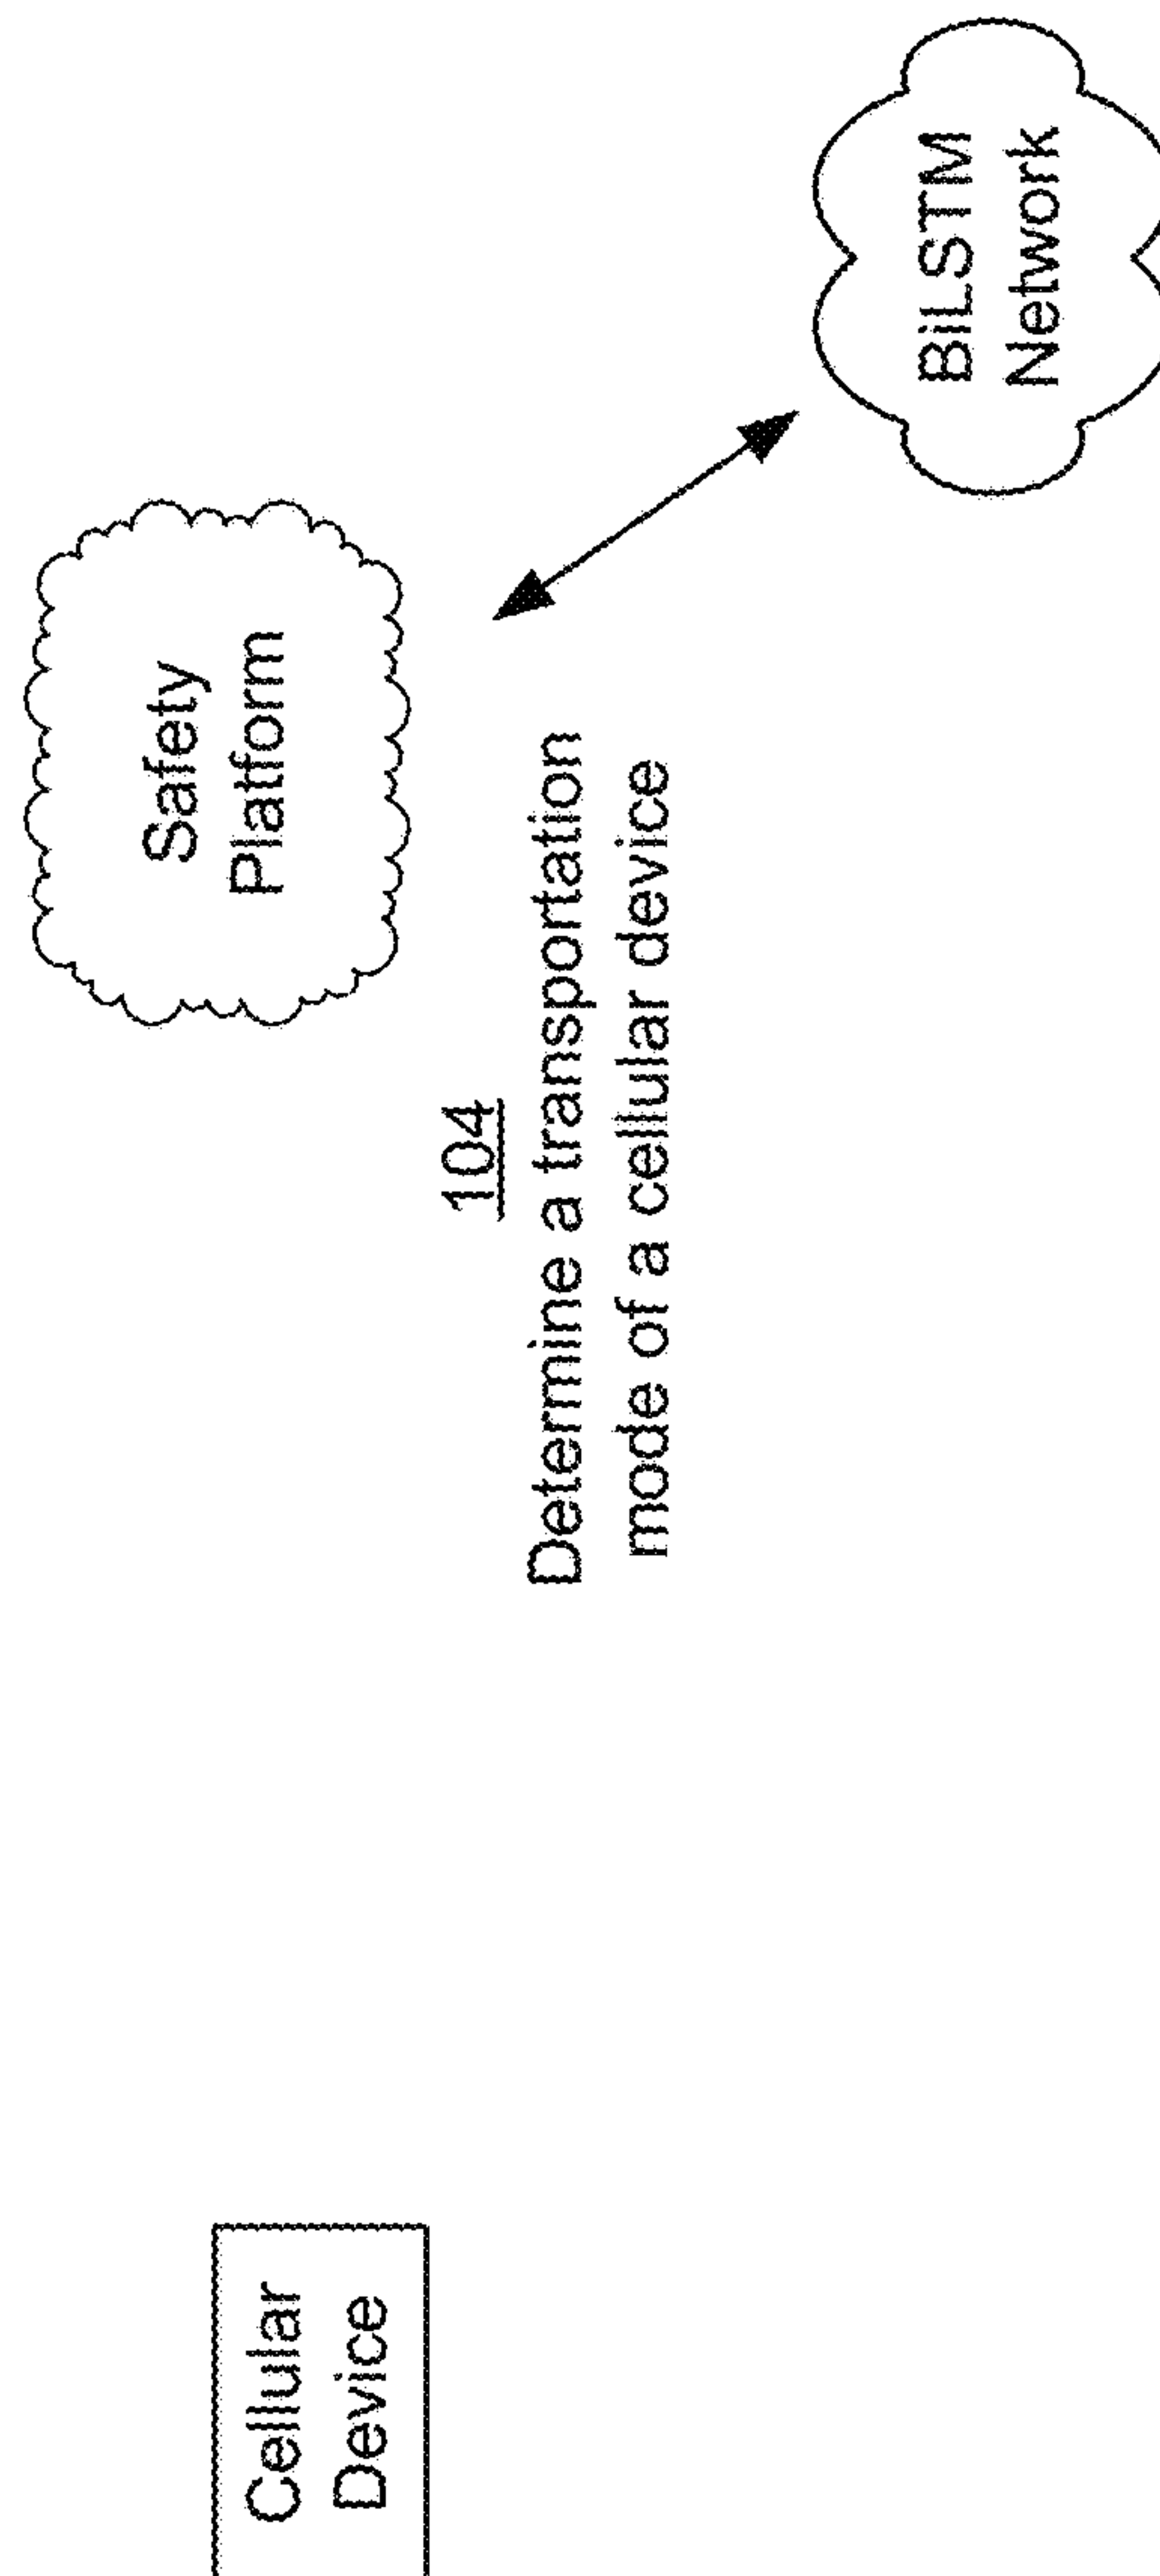 Cellular
Device
Safety
Platform
104
Determine a transportation
mode of a cellular device
BiLSTM
Network